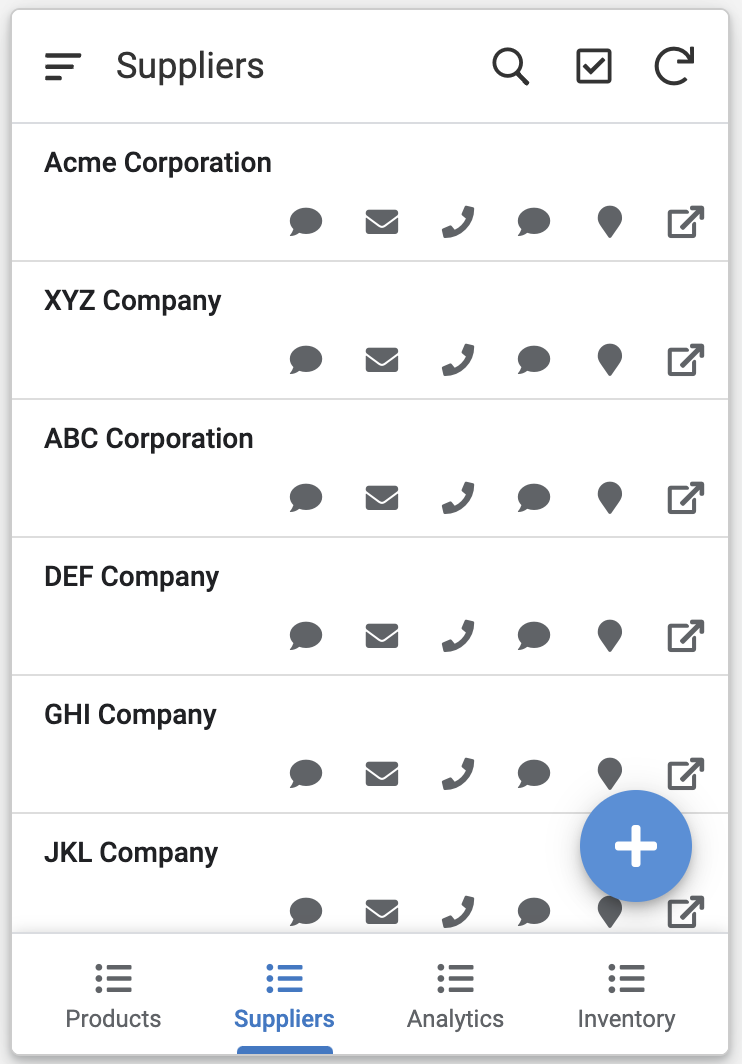 Suppliers
Acme Corporation
XYZ Company
ABC Corporation
DEF Company
GHI Company
JKL Company
Products
Suppliers
Analytics
Inventory